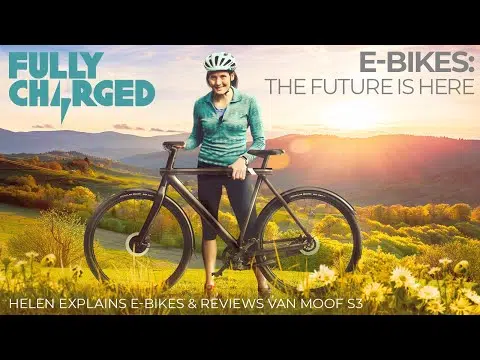 FULLY
CHARGED
E-BIKES:
THE FUTURE IS HERE
HELEN EXPLAINS E-BIKES & REVIEWS VAN MOOF S3